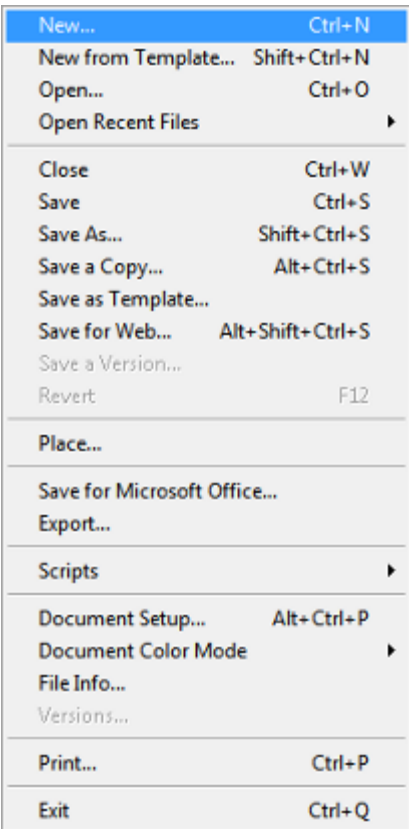 New... Ctrl+N
New from Template... Shift+Ctrl+N
Open... Ctrl+O
Open Recent Files
Close Ctrl+W
Save Ctrl+S
Save As... Shift+Ctrl+S
Save a Copy... Alt+Ctrl+S
Save as Template...
Save for Web... Alt+Shift+Ctrl+S
Save a Version...
Revert F12
Place...
Save for Microsoft Office...
Export...
Scripts
Document Setup... Alt+Ctrl+P
Document Color Mode
File Info...
Versions...
Print... Ctrl+P
Exit Ctrl+Q